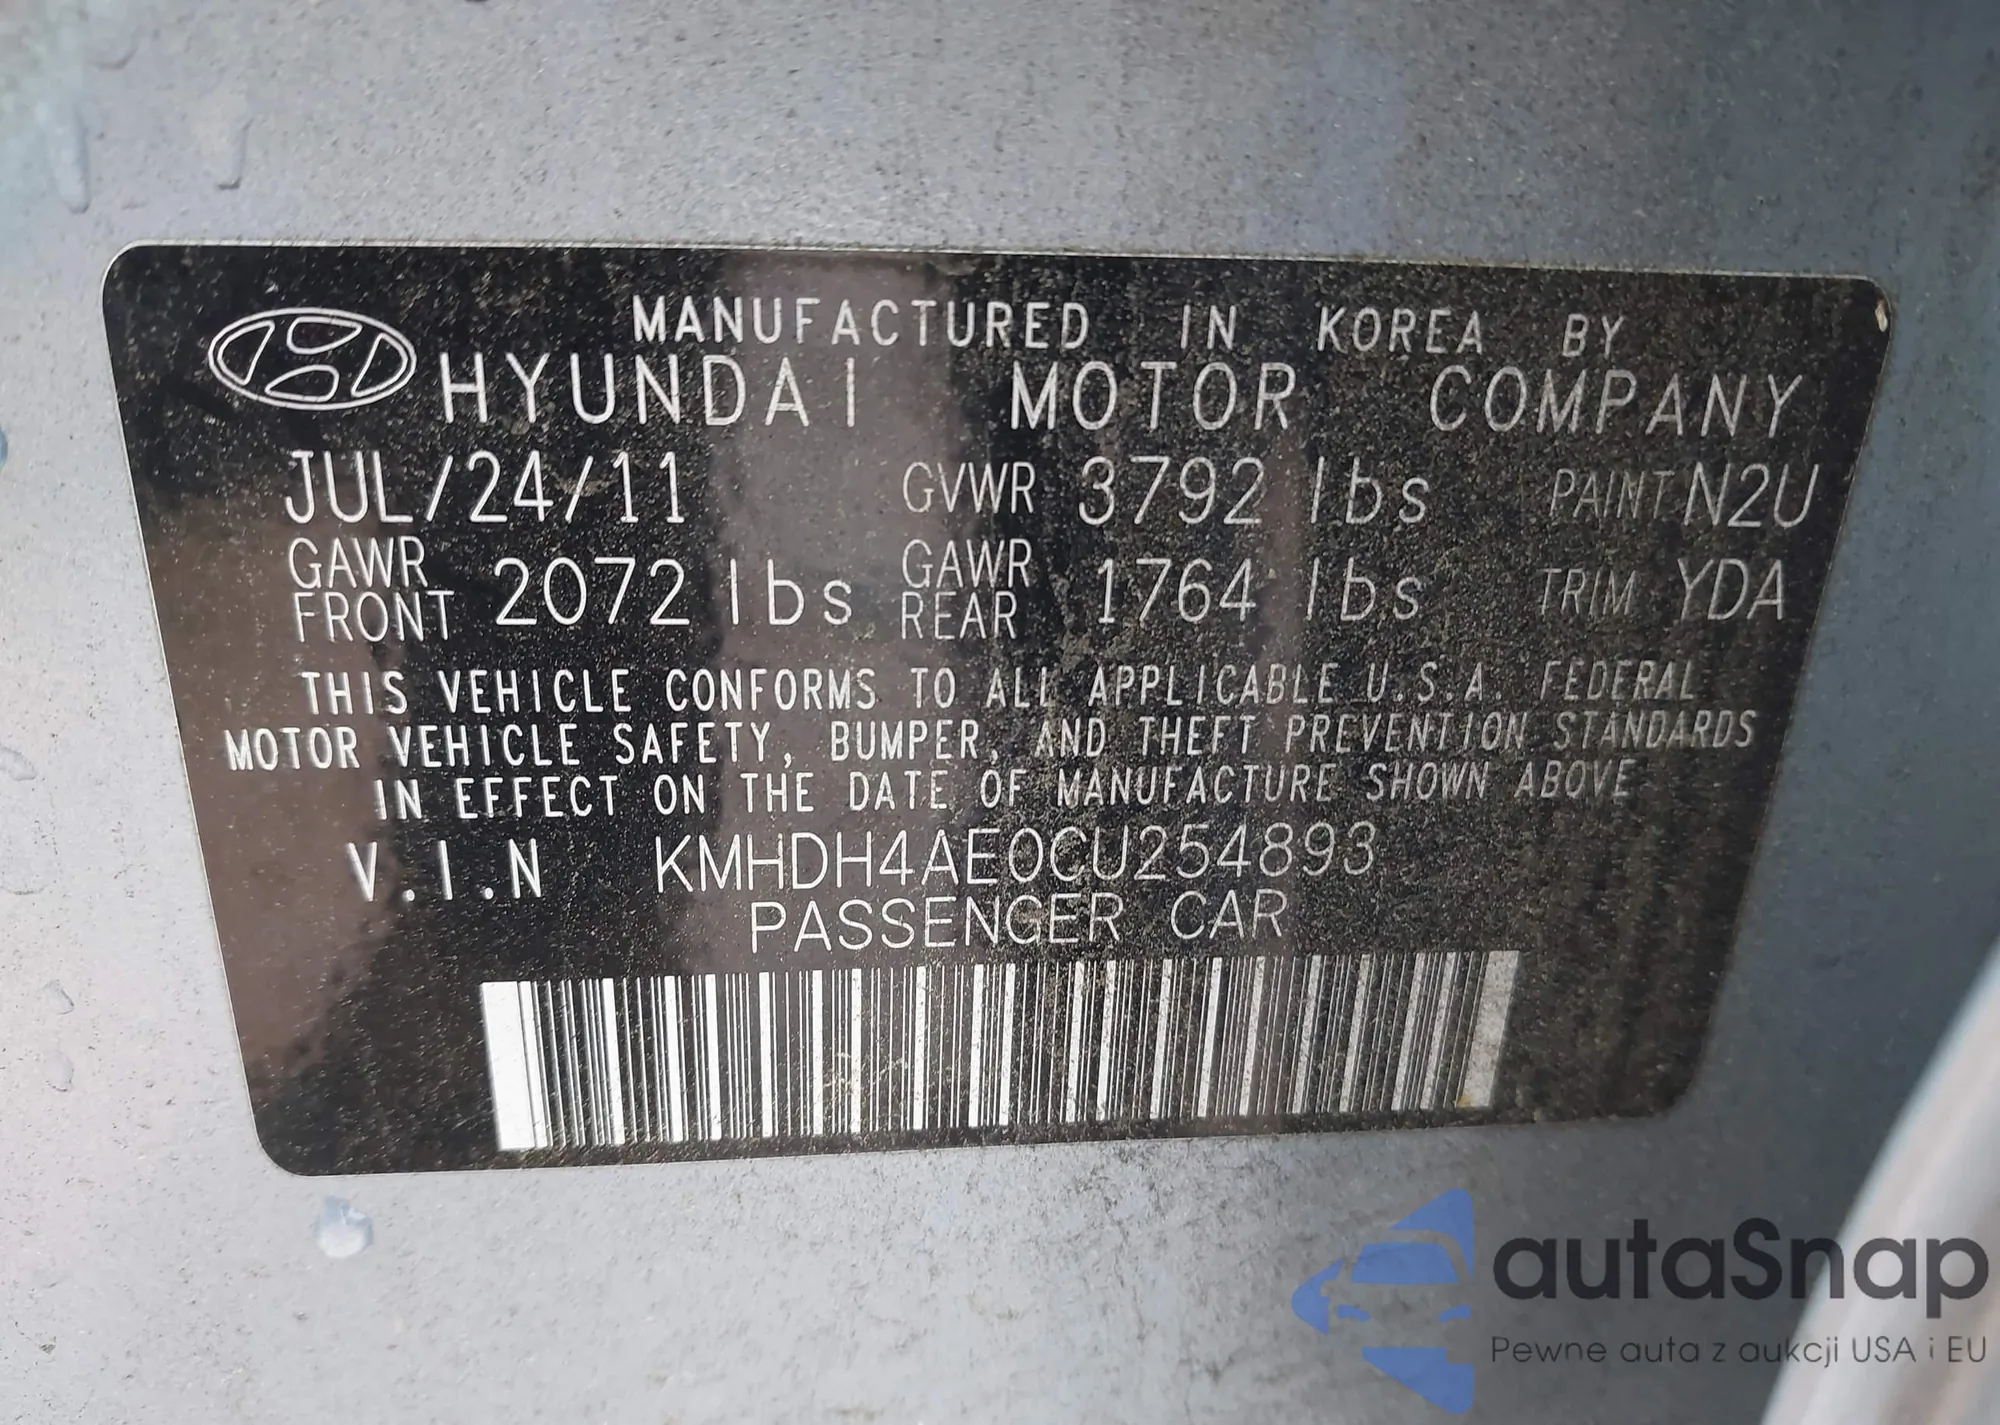 MANUFACTURED IN KOREA BY
HYUNDAI MOTOR COMPANY
JUL/24/11 GVWR 3792 lbs PAINT N2U
GAWR FRONT 2072 lbs GAWR REAR 1764 lbs TRIM YDA
THIS VEHICLE CONFORMS TO ALL APPLICABLE U.S.A. FEDERAL
MOTOR VEHICLE SAFETY, BUMPER, AND THEFT PREVENTION STANDARDS
IN EFFECT ON THE DATE OF MANUFACTURE SHOWN ABOVE
V.I.N KMHDH4AE0CU254893
PASSENGER CAR
autaSnap
Pewne auta z aukcji USA i EU